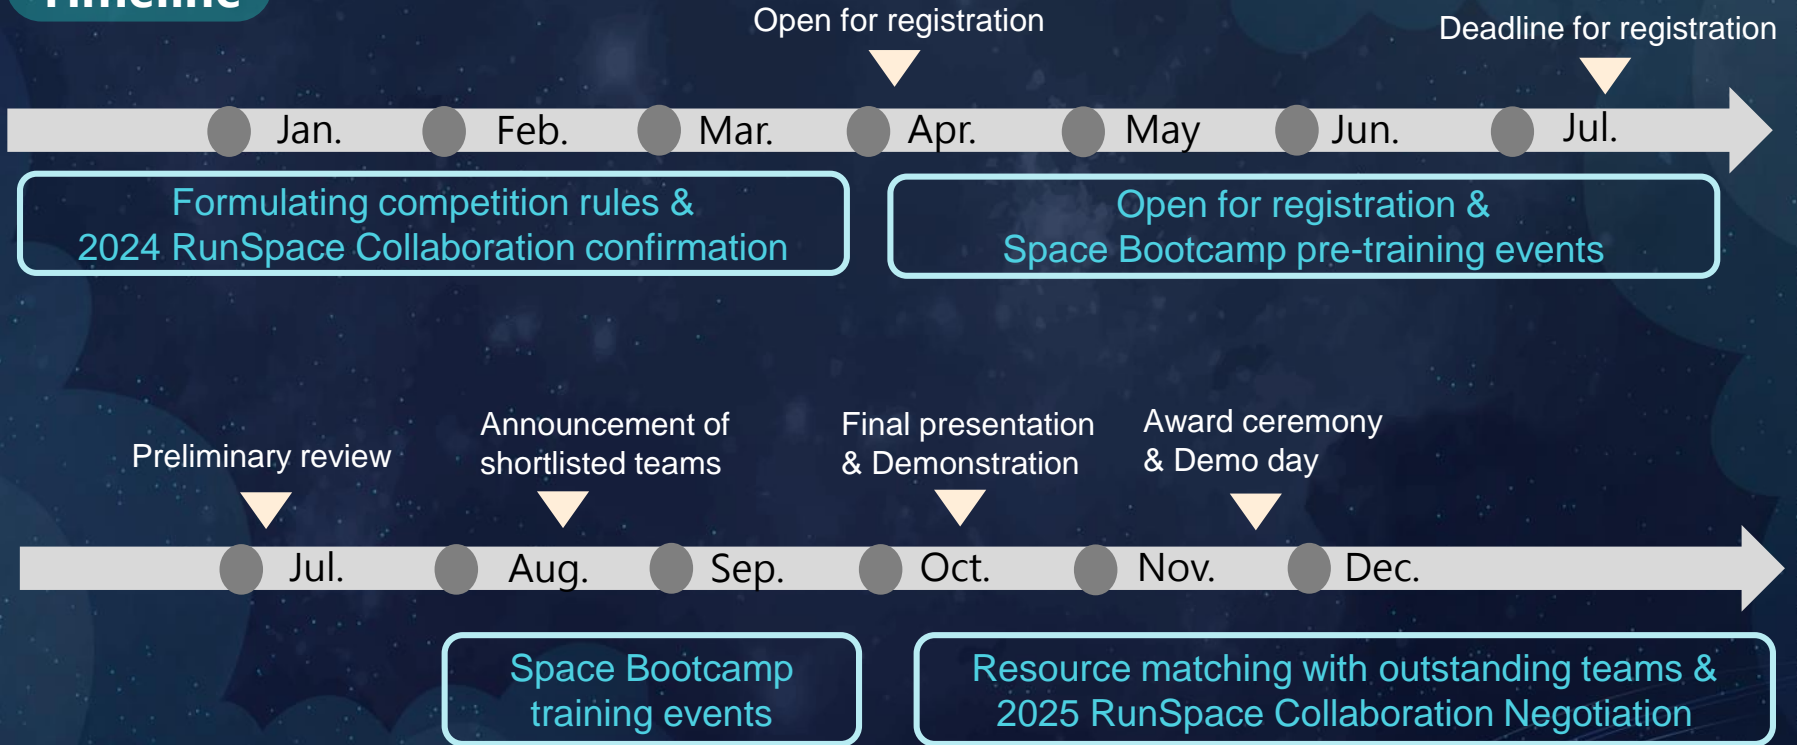 Timeline
Open for registration
Deadline for registration
Jan. Feb. Mar. Apr. May Jun. Jul.
Formulating competition rules &
2024 RunSpace Collaboration confirmation
Open for registration &
Space Bootcamp pre-training events
Preliminary review
Announcement of
shortlisted teams
Final presentation
& Demonstration
Award ceremony
& Demo day
Jul. Aug. Sep. Oct. Nov. Dec.
Space Bootcamp
training events
Resource matching with outstanding teams &
2025 RunSpace Collaboration Negotiation